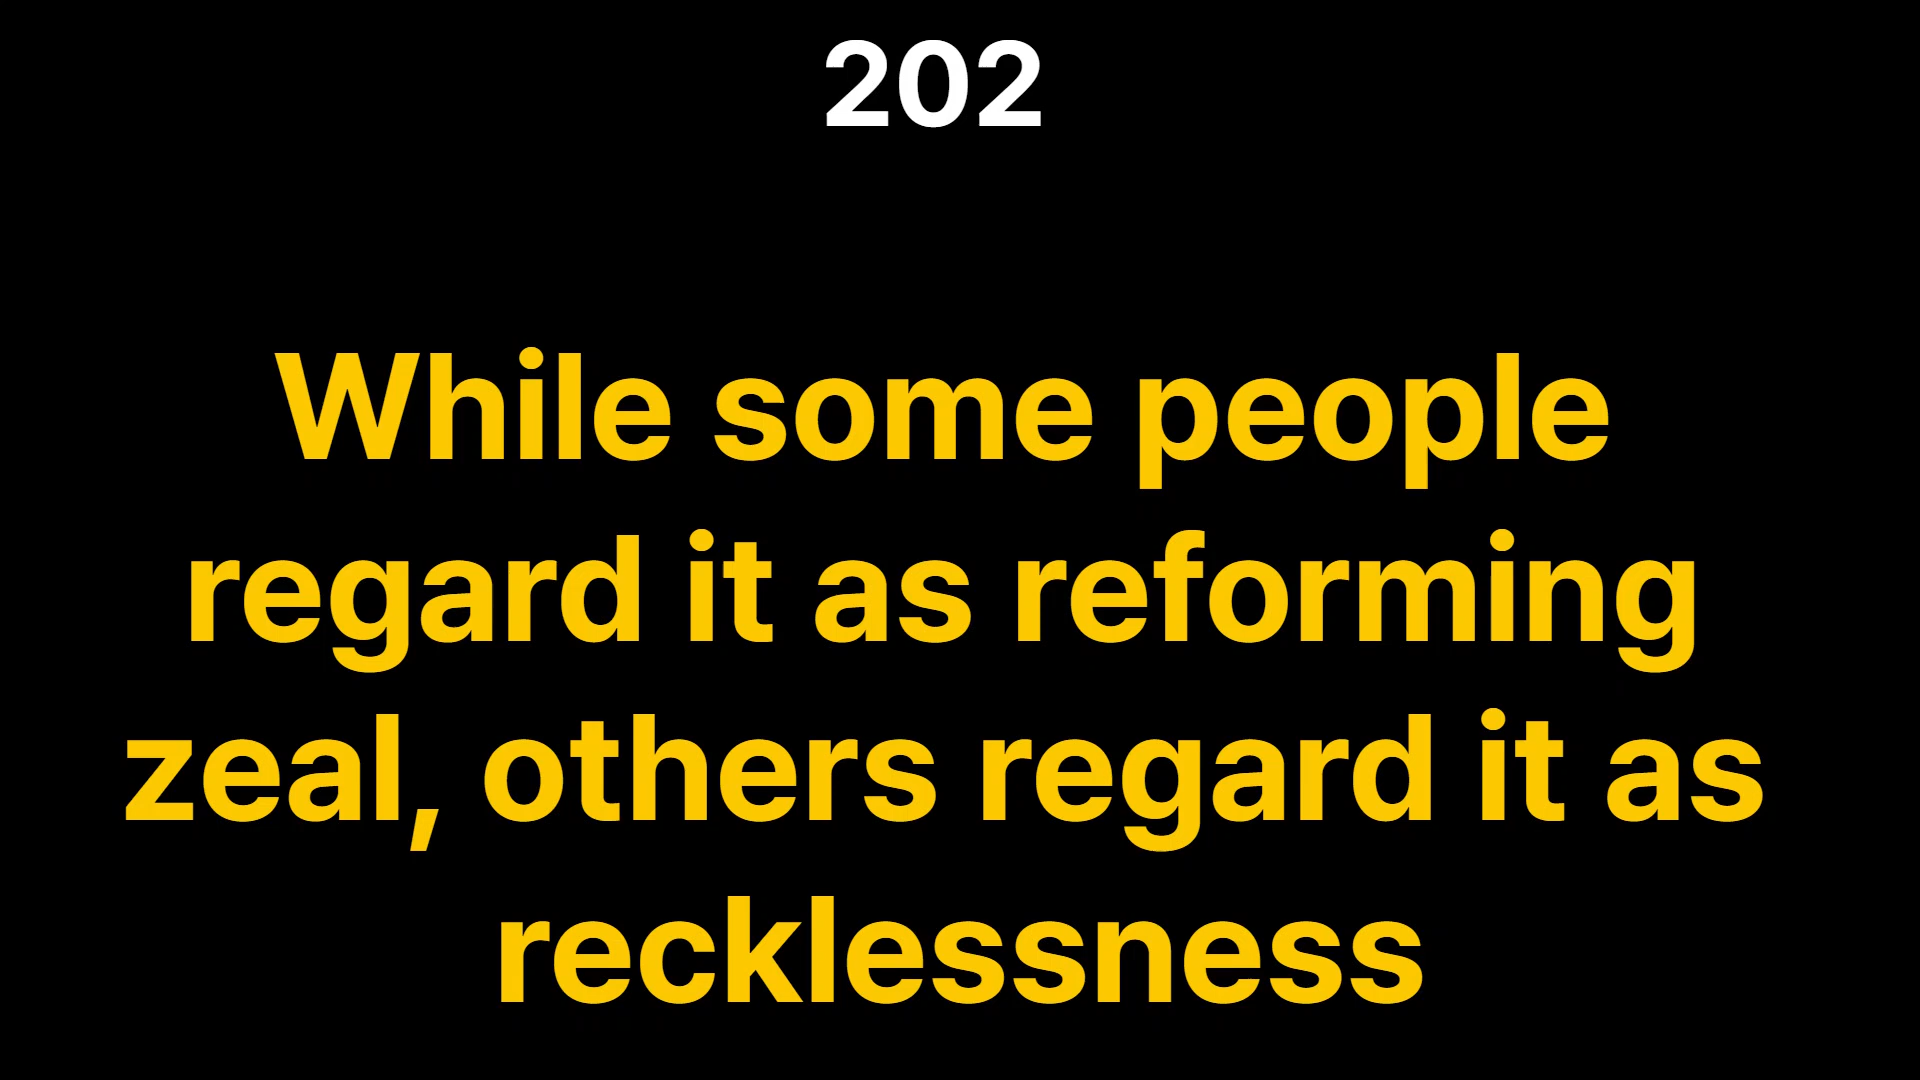 202
While some people
regard it as reforming
zeal, others regard it as
recklessness